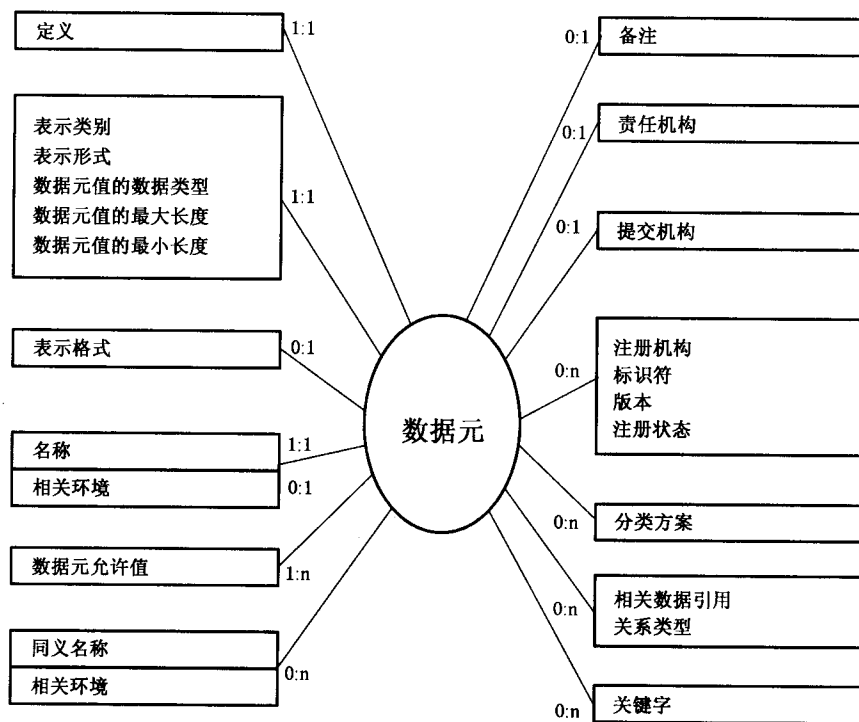 定义
1:1
表示类别
表示形式
数据元值的数据类型
数据元值的最大长度
数据元值的最小长度
1:1
表示格式
0:1
名称
1:1
相关环境
0:1
数据元允许值
1:n
同义名称
相关环境
0:n
数据元
0:1
备注
0:1
责任机构
0:1
提交机构
0:n
注册机构
标识符
版本
注册状态
0:n
分类方案
0:n
相关数据引用
关系类型
0:n
关键字